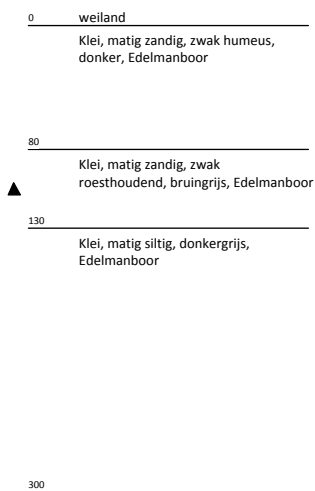 0 weiland
Klei, matig zandig, zwak humeus,
donker, Edelmanboor
80
Klei, matig zandig, zwak
roesthoudend, bruingrijs, Edelmanboor
130
Klei, matig siltig, donkergrijs,
Edelmanboor
300